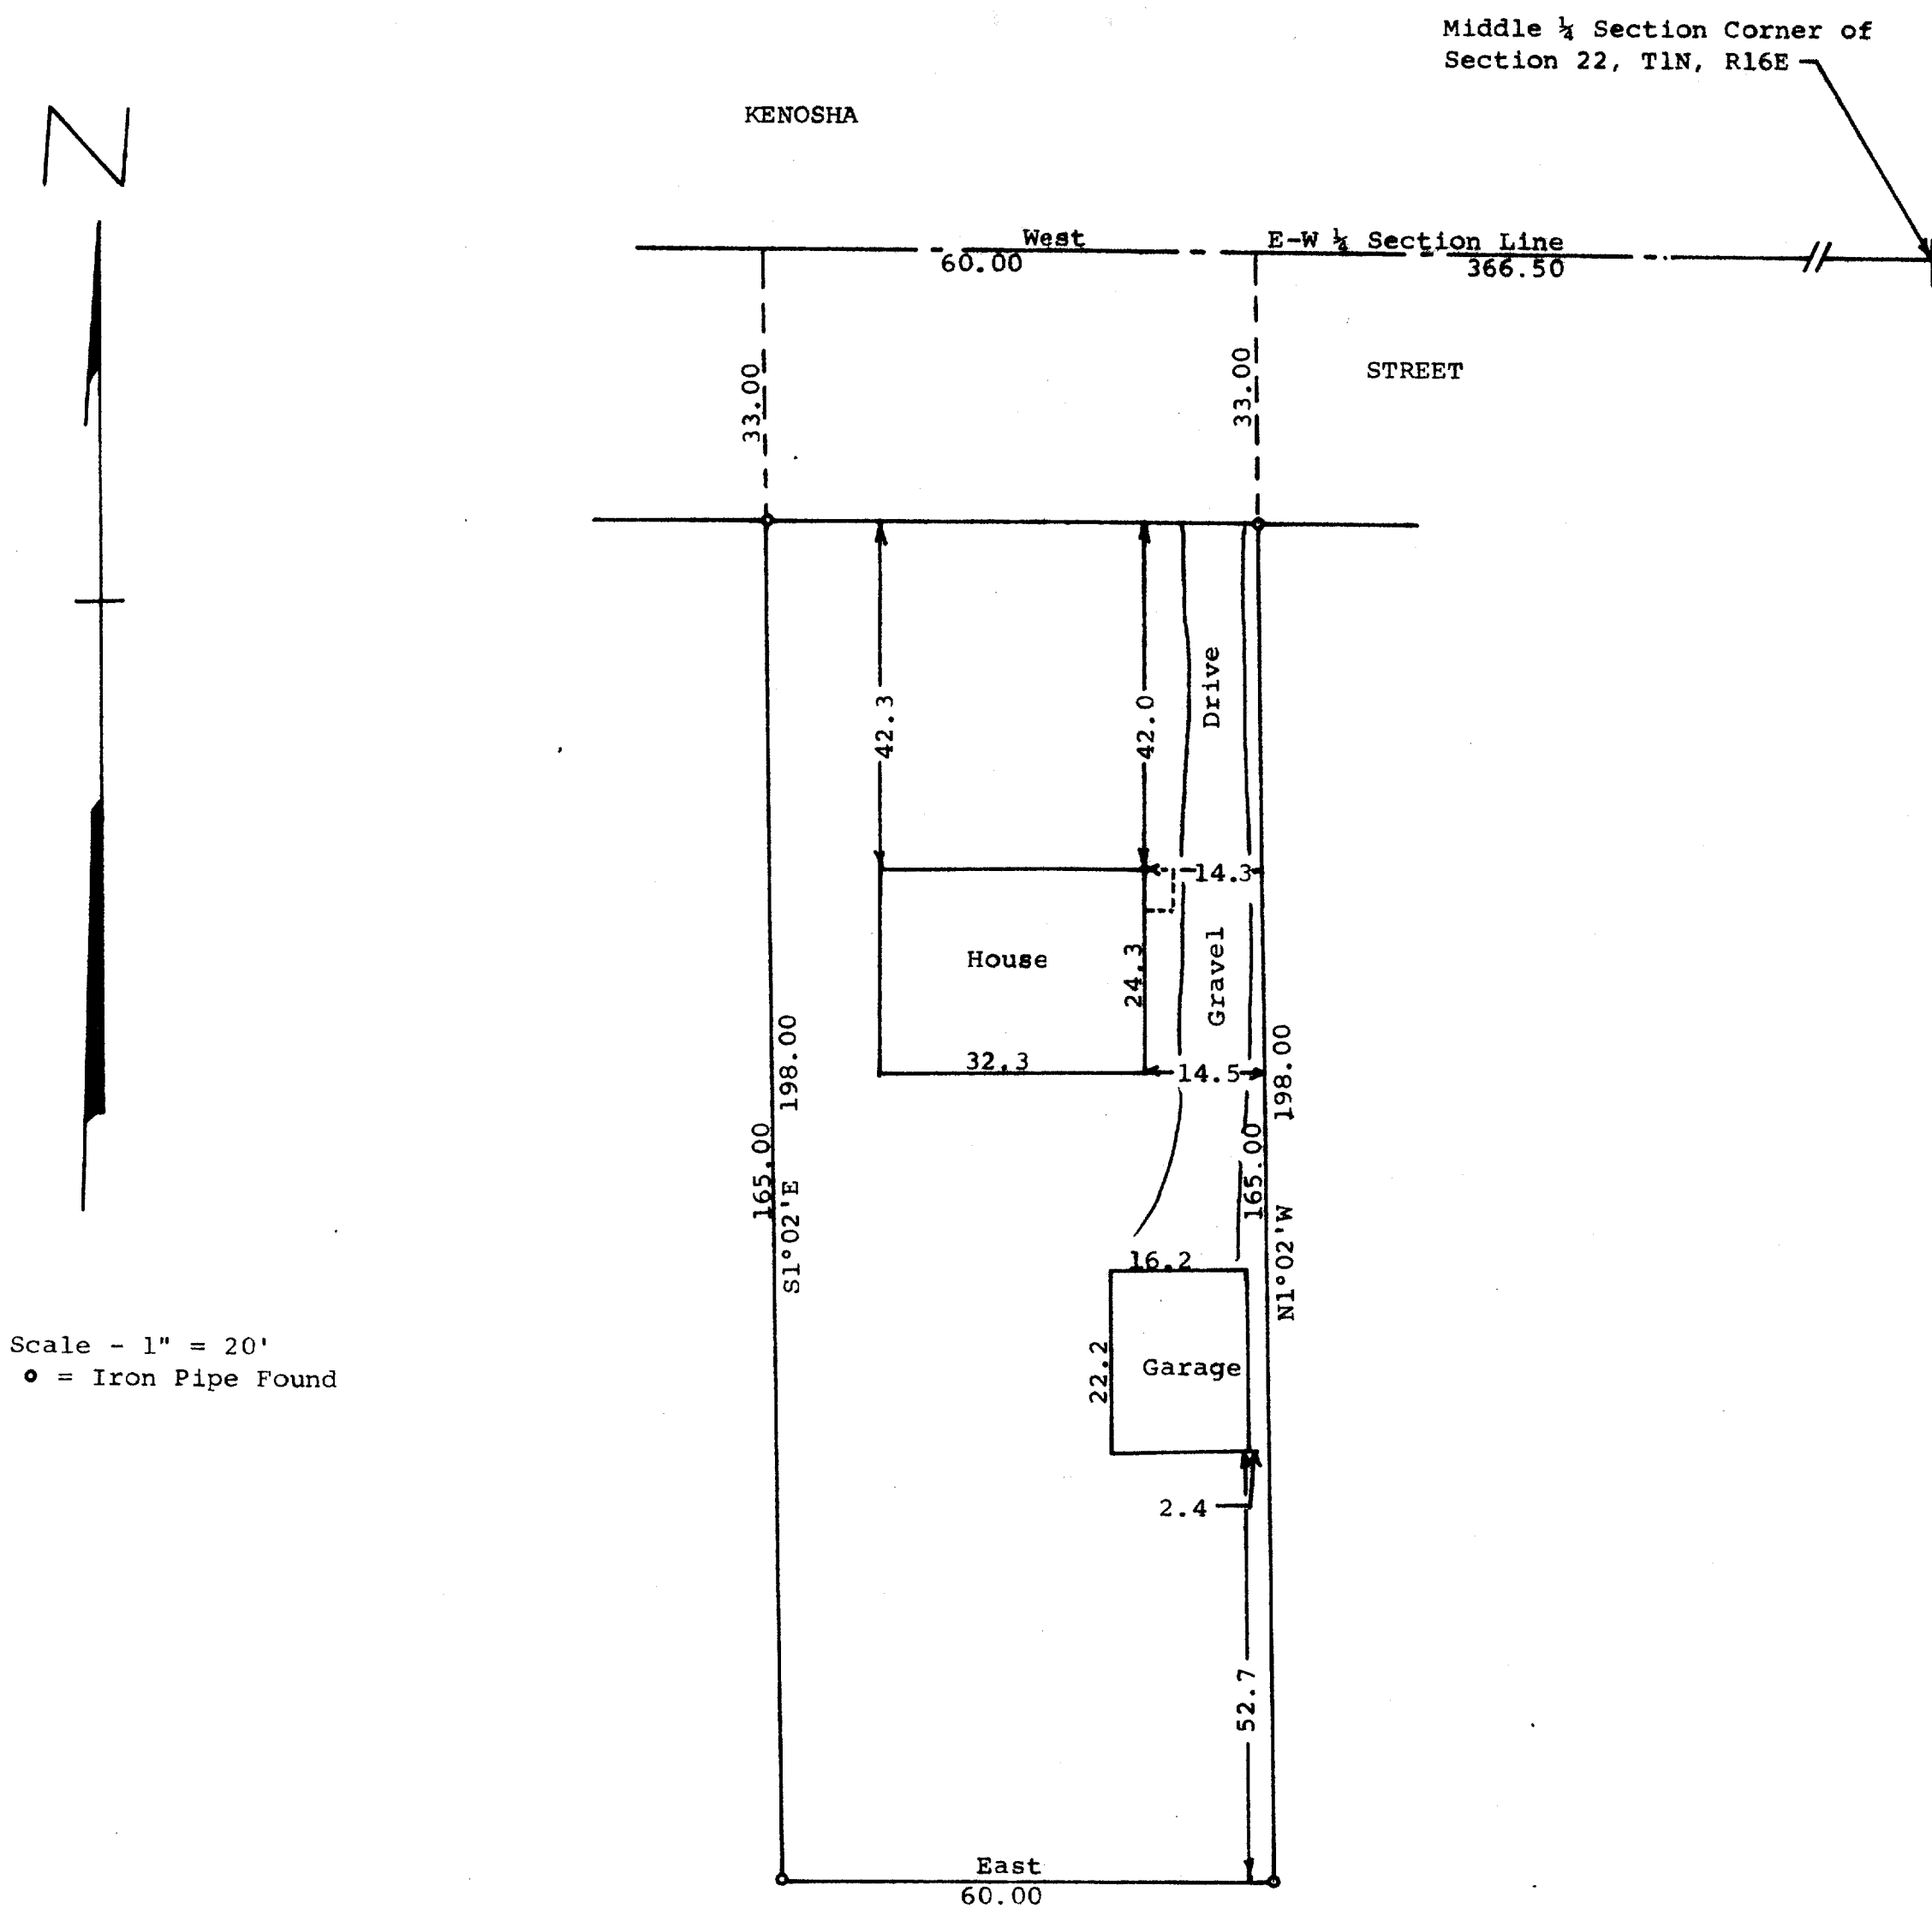 Middle ¼ Section Corner of
Section 22, T1N, R16E
N
KENOSHA
West
60.00
E-W ¼ Section Line
366.50
33.00
33.00
STREET
42.3
42.0
Drive
14.3
House
24.3
Gravel
32.3
14.5
198.00
165.00
S1°02'E
198.00
165.00
N1°02'W
16.2
22.2
Garage
2.4
52.7
Scale - 1" = 20'
o = Iron Pipe Found
East
60.00